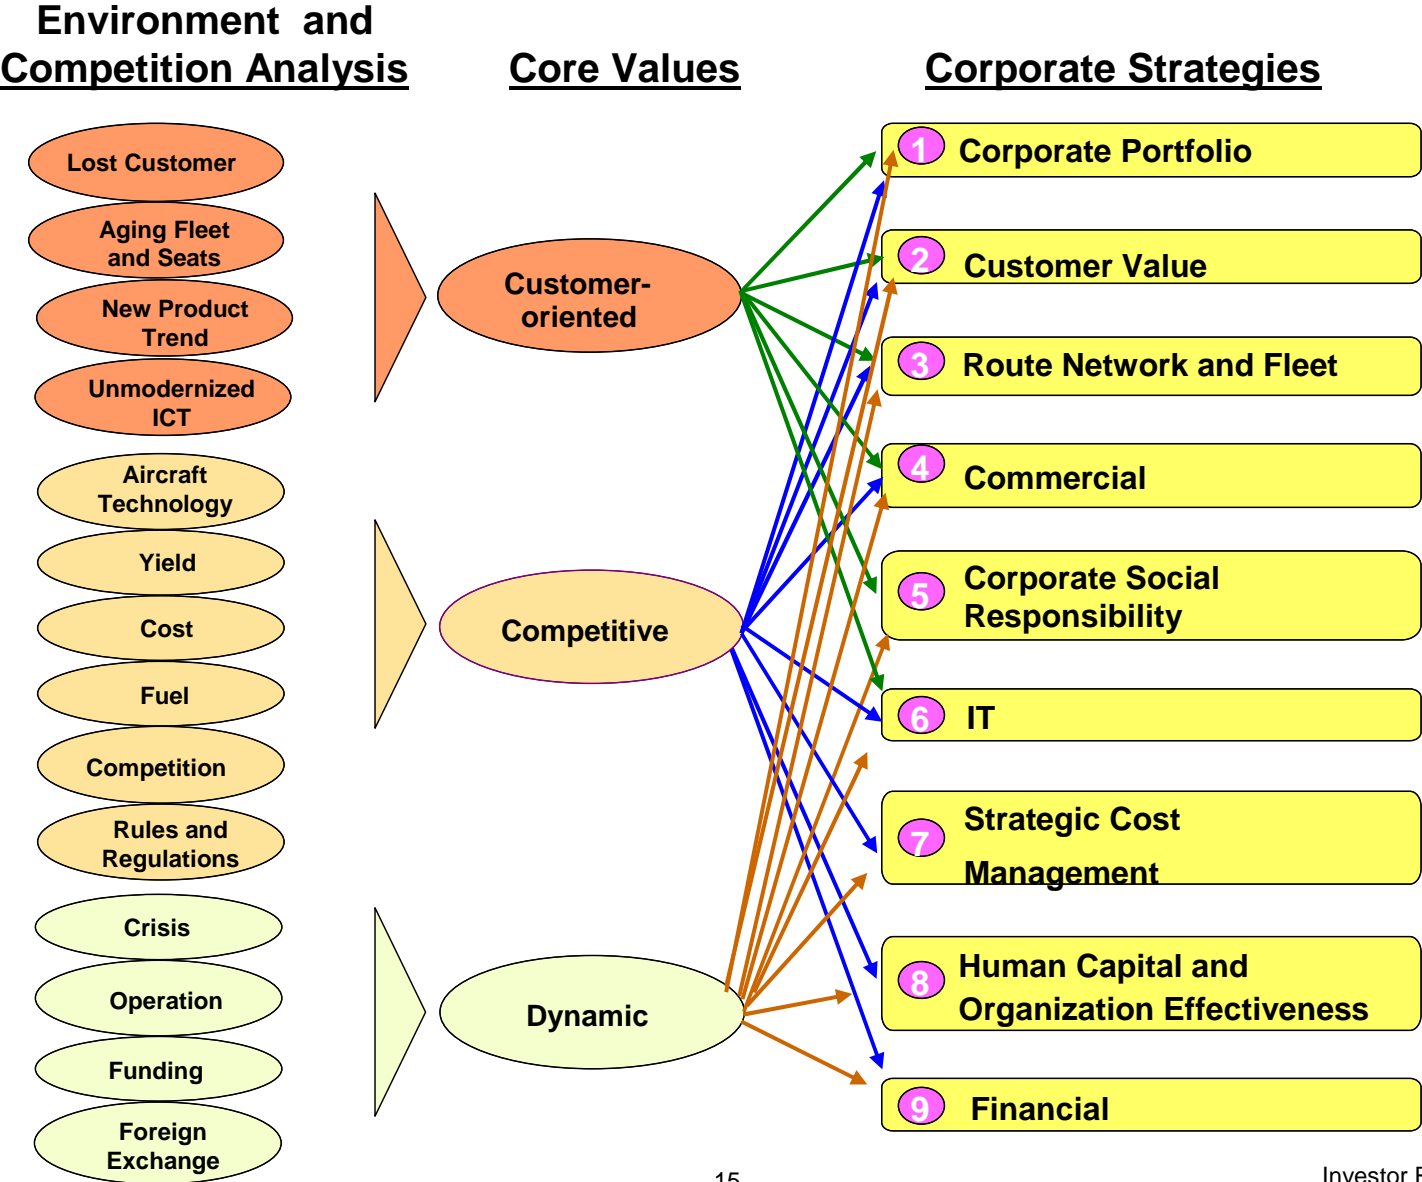 Environment and
Competition Analysis
Core Values
Corporate Strategies
Lost Customer
Aging Fleet
and Seats
New Product
Trend
Unmodernized
ICT
Aircraft
Technology
Yield
Cost
Fuel
Competition
Rules and
Regulations
Crisis
Operation
Funding
Foreign
Exchange
Customer-
oriented
Competitive
Dynamic
1 Corporate Portfolio
2 Customer Value
3 Route Network and Fleet
4 Commercial
5 Corporate Social
Responsibility
6 IT
7 Strategic Cost
Management
8 Human Capital and
Organization Effectiveness
9 Financial
15
Investor